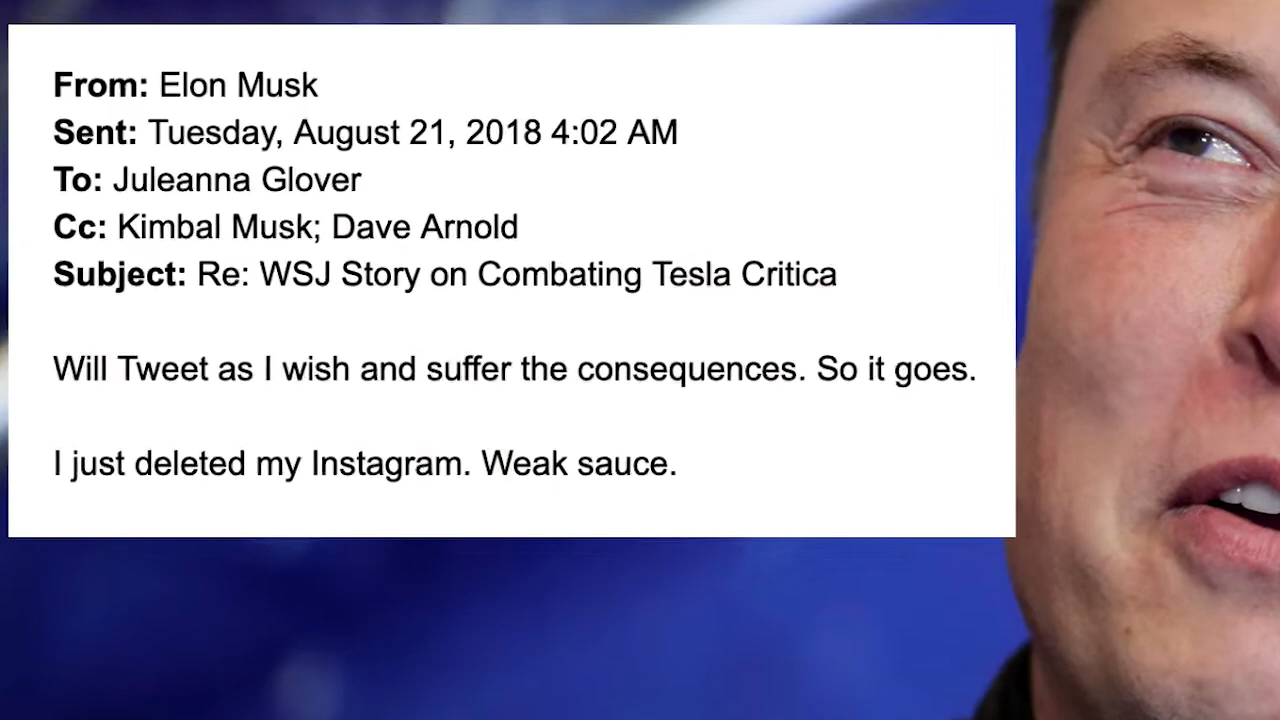 From: Elon Musk
Sent: Tuesday, August 21, 2018 4:02 AM
To: Juleanna Glover
Cc: Kimbal Musk; Dave Arnold
Subject: Re: WSJ Story on Combating Tesla Critica
Will Tweet as I wish and suffer the consequences. So it goes.
I just deleted my Instagram. Weak sauce.